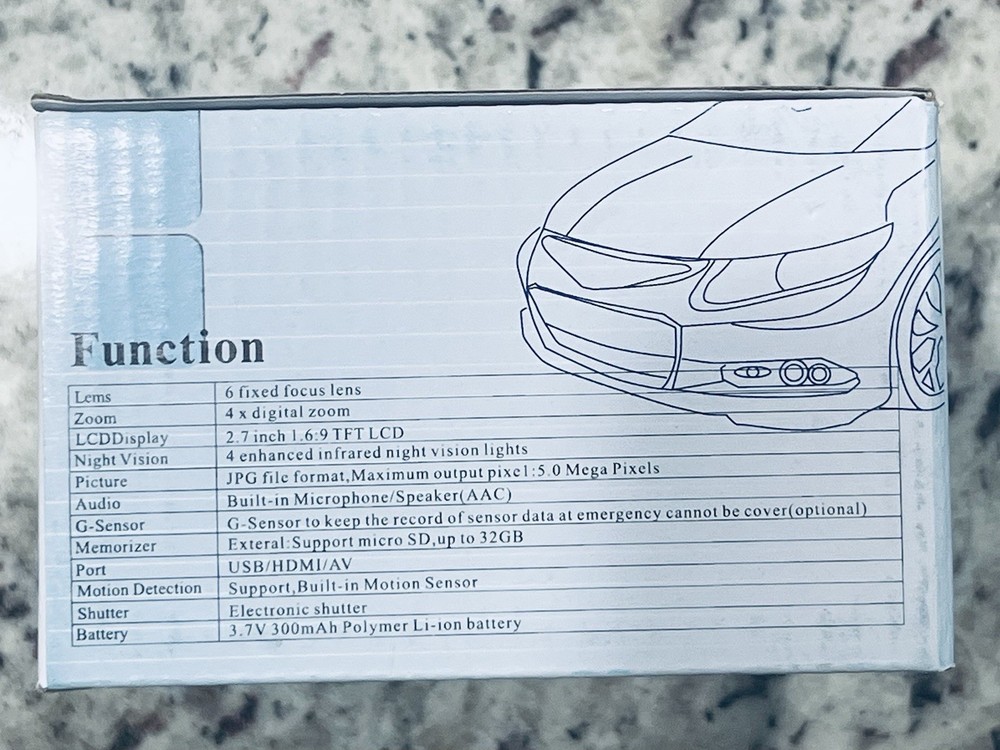 Function
Lems 6 fixed focus lens
Zoom 4 x digital zoom
LCDDisplay 2.7 inch 1.6:9 TFT LCD
Night Vision 4 enhanced infrared night vision lights
Picture JPG file format,Maximum output pixel:5.0 Mega Pixels
Audio Built-in Microphone/Speaker(AAC)
G-Sensor G-Sensor to keep the record of sensor data at emergency cannot be cover(optional)
Memorizer Exteral:Support micro SD,up to 32GB
Port USB/HDMI/AV
Motion Detection Support,Built-in Motion Sensor
Shutter Electronic shutter
Battery 3.7V 300mAh Polymer Li-ion battery